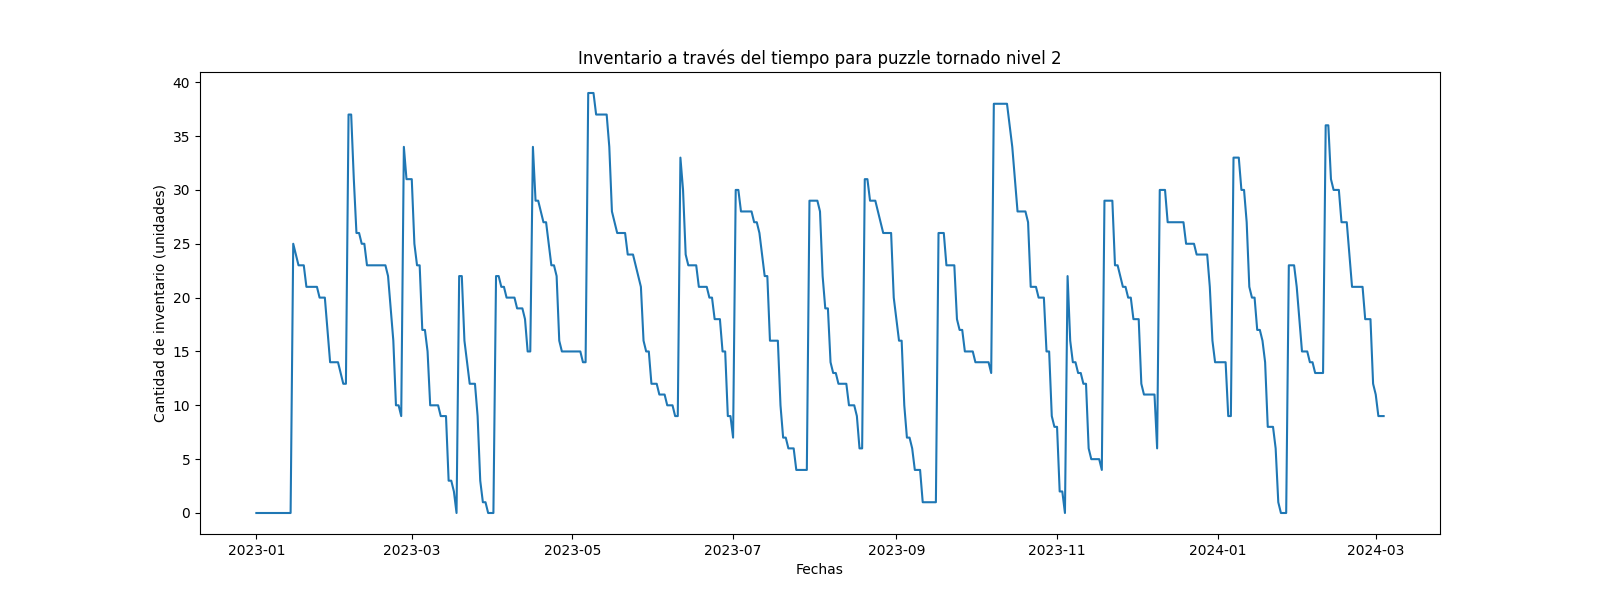 Inventario a través del tiempo para puzzle tornado nivel 2
40
35
30
25
20
15
10
5
0
Cantidad de inventario (unidades)
2023-01 2023-03 2023-05 2023-07 2023-09 2023-11 2024-01 2024-03
Fechas